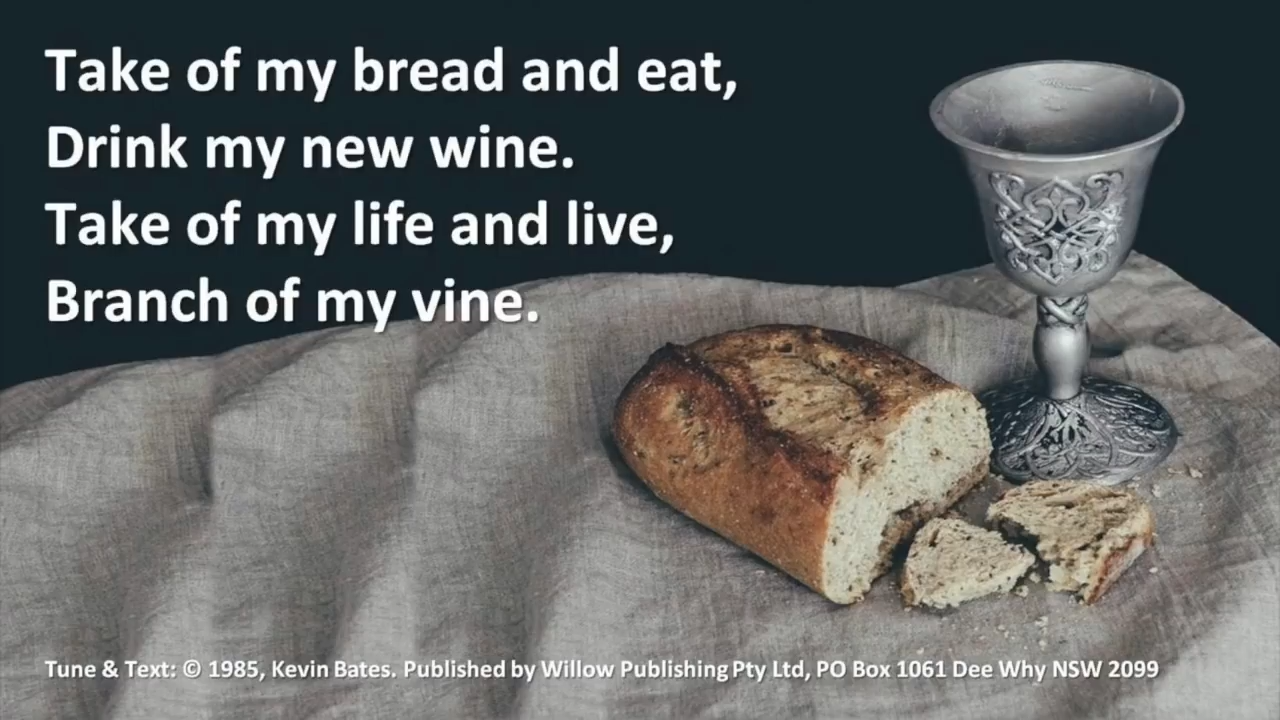 Take of my bread and eat,
Drink my new wine.
Take of my life and live,
Branch of my vine.
Tune & Text: © 1985, Kevin Bates. Published by Willow Publishing Pty Ltd, PO Box 1061 Dee Why NSW 2099